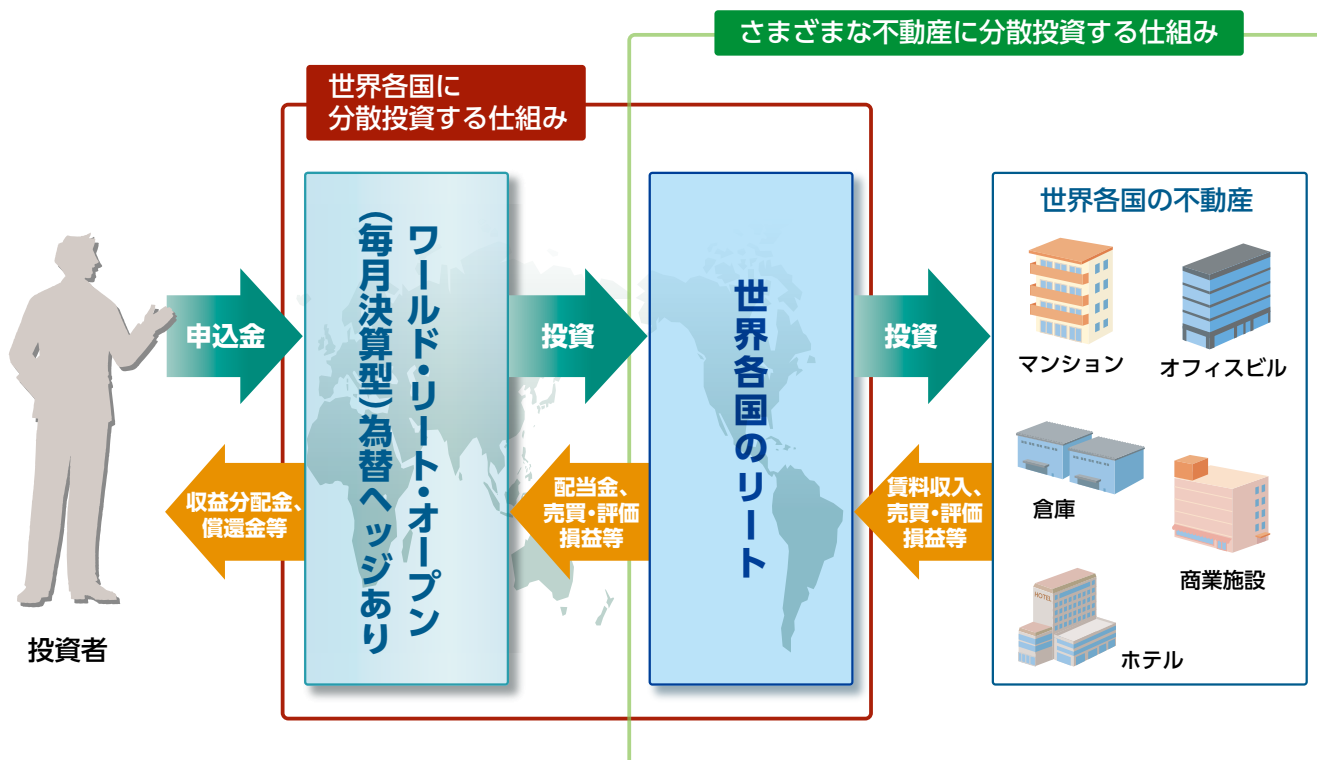 さまざまな不動産に分散投資する仕組み
世界各国に
分散投資する仕組み
投資者
申込金
収益分配金、
償還金等
ワールド・リート・オープン
(毎月決算型)為替ヘッジあり
投資
配当金、
売買・評価
損益等
世界各国のリート
投資
賃料収入、
売買・評価
損益等
世界各国の不動産
マンション
オフィスビル
倉庫
商業施設
HOTEL
ホテル